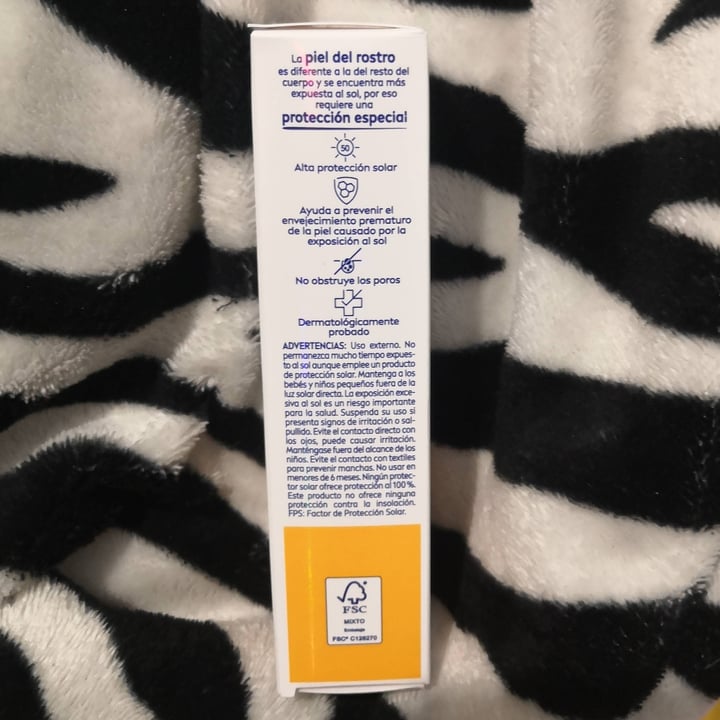 La piel del rostro
es diferente a la del resto del
cuerpo y se encuentra más
expuesta al sol, por eso
requiere una
protección especial
50
Alta protección solar
Ayuda a prevenir el
envejecimiento prematuro
de la piel causado por la
exposición al sol
No obstruye los poros
Dermatológicamente
probado
ADVERTENCIAS: Uso externo. No
permanezca mucho tiempo expues-
to al sol aunque emplee un producto
de protección solar. Mantenga a los
bebés y niños pequeños fuera de la
luz solar directa. La exposición exce-
siva al sol es un riesgo importante
para la salud. Suspenda su uso si
presenta signos de irritación o sal-
pullido. Evite el contacto directo con
los ojos, puede causar irritación.
Manténgase fuera del alcance de los
niños. Evite el contacto con textiles
para prevenir manchas. No usar en
menores de 6 meses. Ningún protec-
tor solar ofrece protección al 100%.
Este producto no ofrece ninguna
protección contra la insolación.
FPS: Factor de Protección Solar.
FSC
MIXTO
FSC® C128270